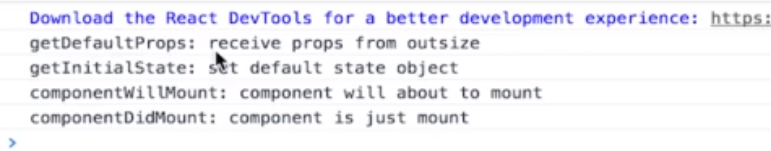 Download the React DevTools for a better development experience: https:
getDefaultProps: receive props from outsize
getInitialState: set default state object
componentWillMount: component will about to mount
componentDidMount: component is just mount
>